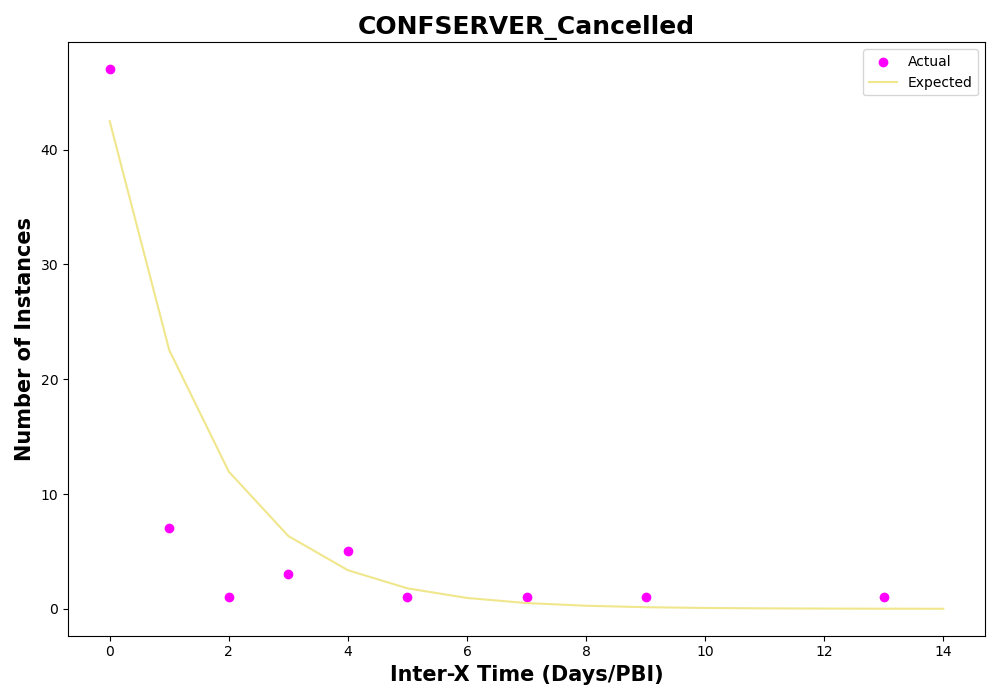 CONFSERVER_Cancelled
Actual
Expected
Number of Instances
40
30
20
10
0
0 2 4 6 8 10 12 14
Inter-X Time (Days/PBI)